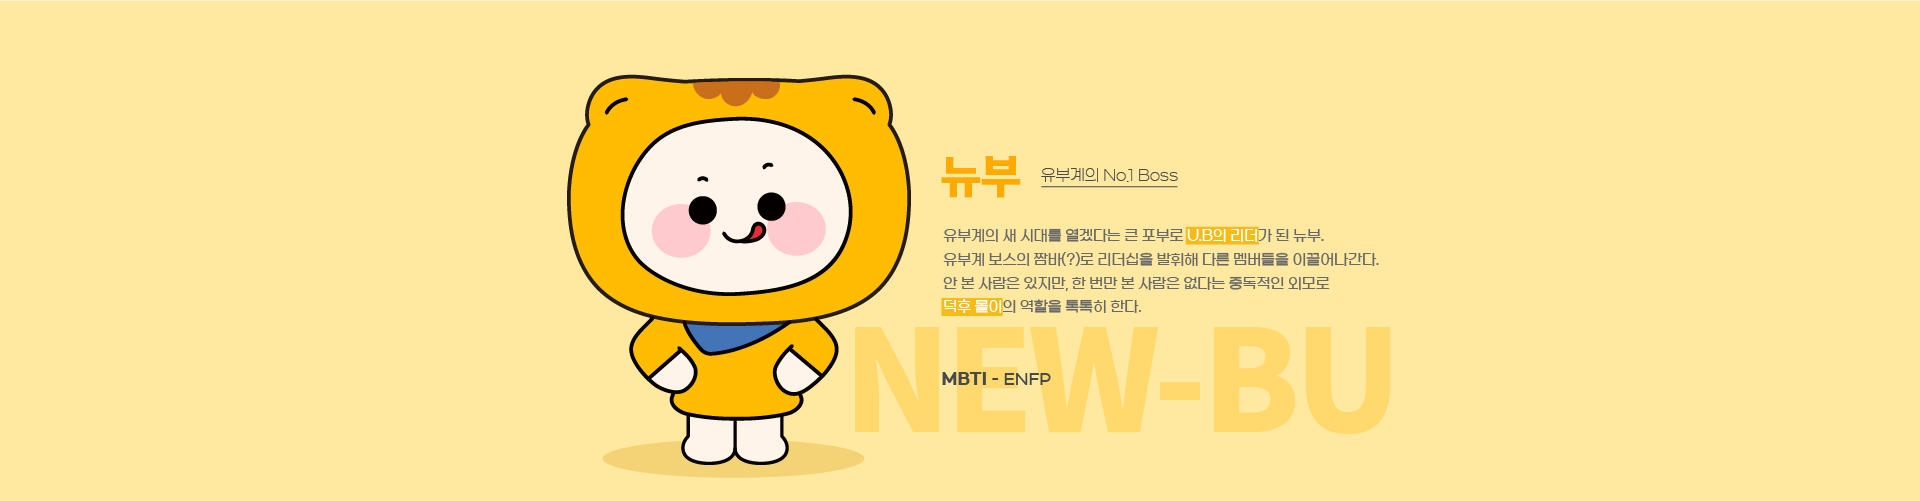 뉴부
유부계의 No.1 Boss
유부계의 새 시대를 열겠다는 큰 포부로 U.B의 리더가 된 뉴부.
유부계 보스의 짬바(?)로 리더십을 발휘해 다른 멤버들을 이끌어나간다.
안 본 사람은 있지만, 한 번만 본 사람은 없다는 중독적인 외모로
덕후 몰이의 역할을 톡톡히 한다.
NEW-BU
MBTI - ENFP